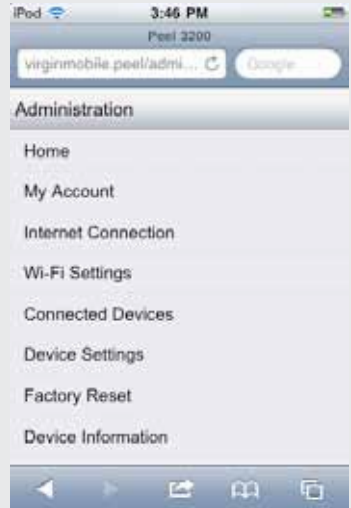 iPod 3:46 PM
Peel 3200
virginmobile.peel/admi... Google
Administration
Home
My Account
Internet Connection
Wi-Fi Settings
Connected Devices
Device Settings
Factory Reset
Device Information